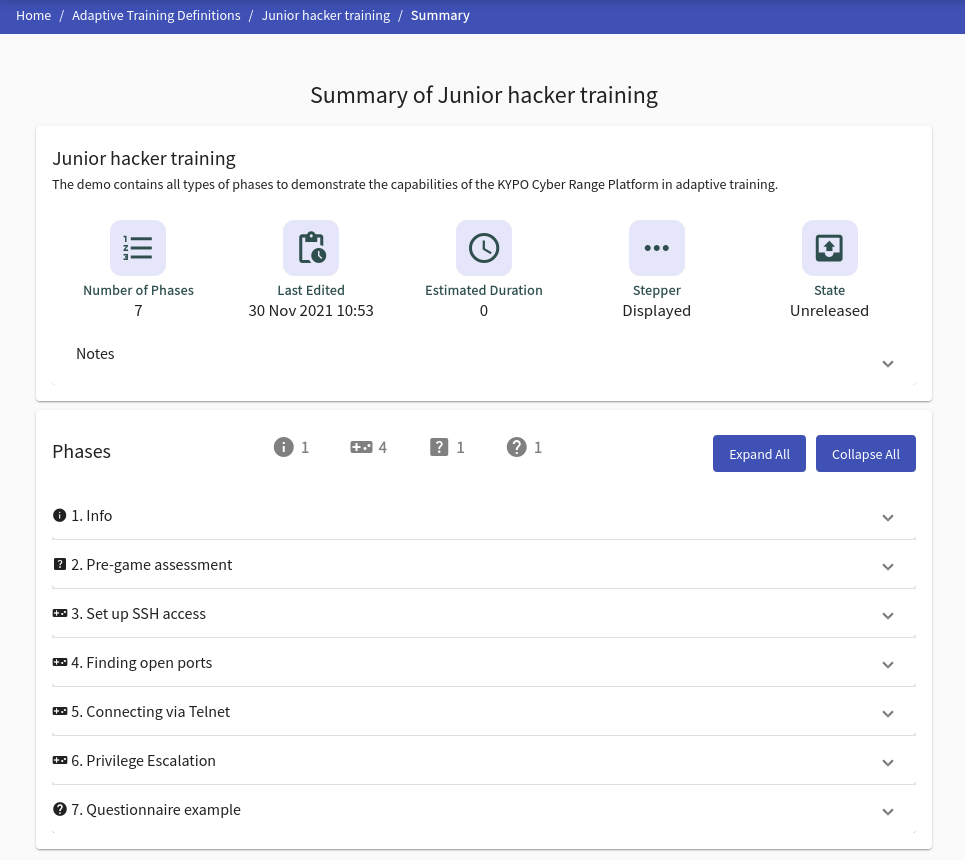 Home / Adaptive Training Definitions / Junior hacker training / Summary
Summary of Junior hacker training
Junior hacker training
The demo contains all types of phases to demonstrate the capabilities of the KYPO Cyber Range Platform in adaptive training.
Number of Phases Last Edited Estimated Duration Stepper State
7 30 Nov 2021 10:53 0 Displayed Unreleased
Notes
Phases 1 4 1 1 Expand All Collapse All
1. Info
2. Pre-game assessment
3. Set up SSH access
4. Finding open ports
5. Connecting via Telnet
6. Privilege Escalation
7. Questionnaire example